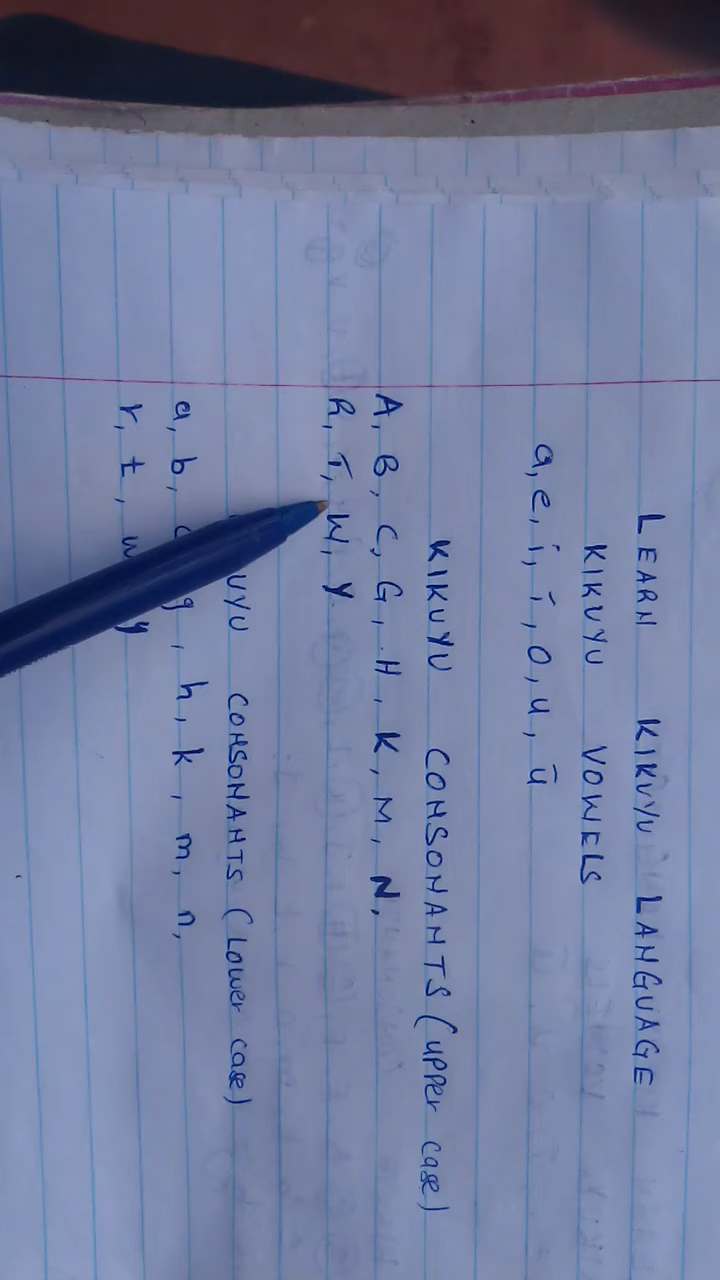 LEARN KIKUYU LANGUAGE
KIKUYU VOWELS
a, e, i, ī, o, u, ū
KIKUYU CONSONANTS (upper case)
A, B, C, G, H, K, M, N,
R, T, W, Y
UYU CONSONANTS (Lower case)
a, b, c g, h, k, m, n,
r, t, w y